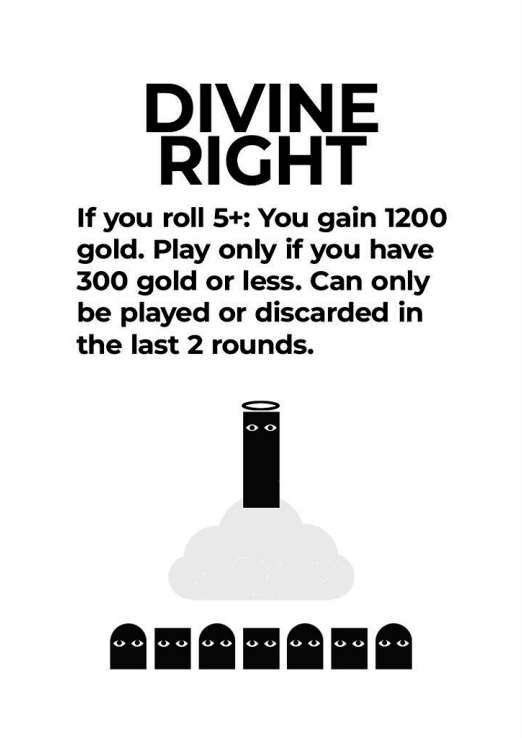 DIVINE
RIGHT
If you roll 5+: You gain 1200
gold. Play only if you have
300 gold or less. Can only
be played or discarded in
the last 2 rounds.